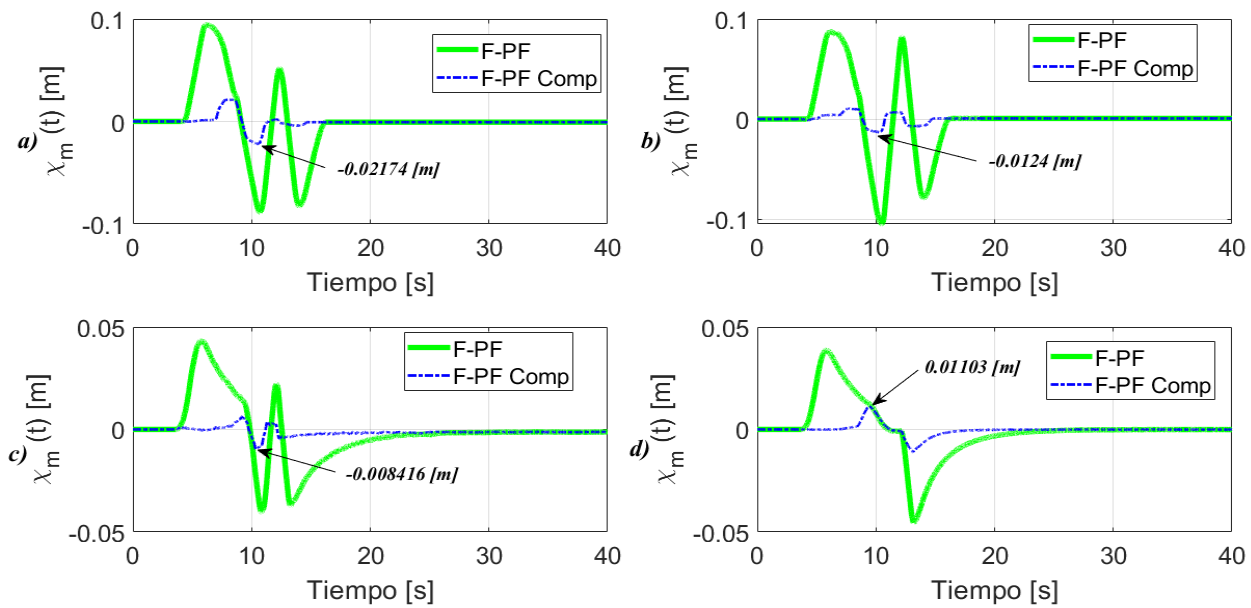 a)
χm(t) [m]
0.1
0
-0.1
F-PF
F-PF Comp
-0.02174 [m]
0 10 20 30 40
Tiempo [s]
b)
χm(t) [m]
0.1
0
-0.1
F-PF
F-PF Comp
-0.0124 [m]
0 10 20 30 40
Tiempo [s]
c)
χm(t) [m]
0.05
0
-0.05
F-PF
F-PF Comp
-0.008416 [m]
0 10 20 30 40
Tiempo [s]
d)
χm(t) [m]
0.05
0
-0.05
F-PF
F-PF Comp
0.01103 [m]
0 10 20 30 40
Tiempo [s]